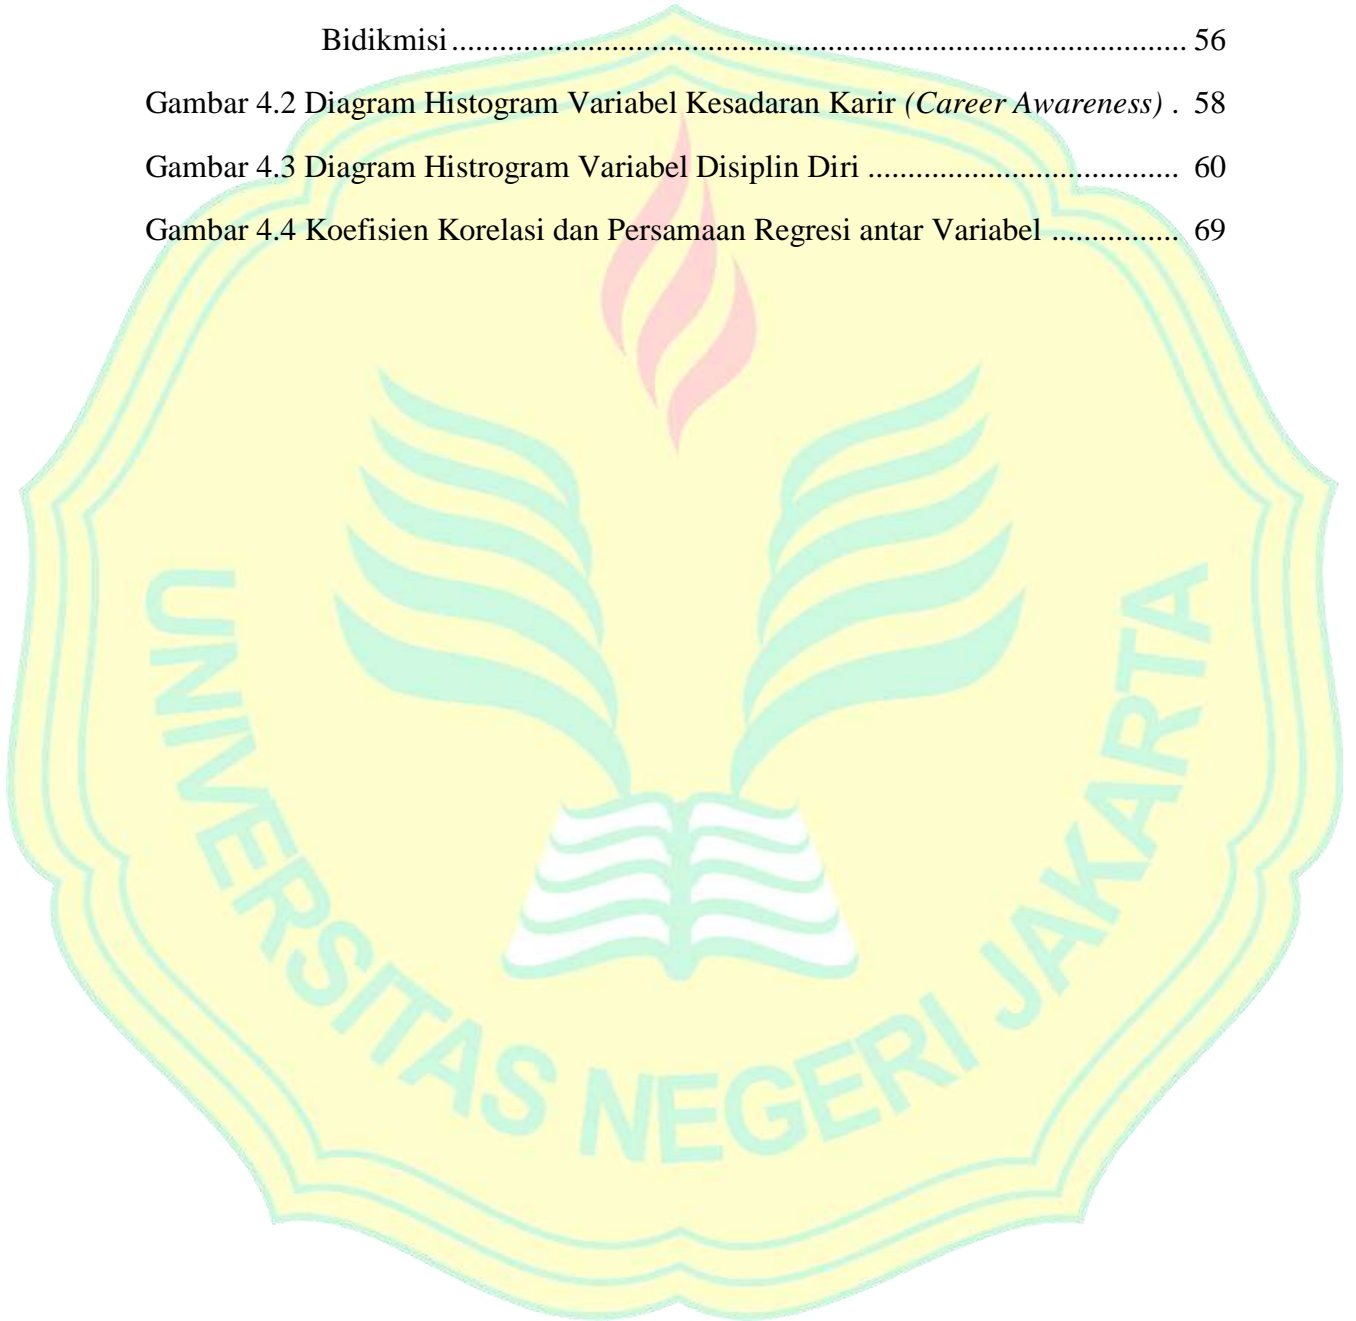 Bidikmisi........................................................................................... 56
Gambar 4.2 Diagram Histogram Variabel Kesadaran Karir (Career Awareness) . 58
Gambar 4.3 Diagram Histrogram Variabel Disiplin Diri ....................................... 60
Gambar 4.4 Koefisien Korelasi dan Persamaan Regresi antar Variabel ................ 69
UNIVERSITAS NEGERI JAKARTA